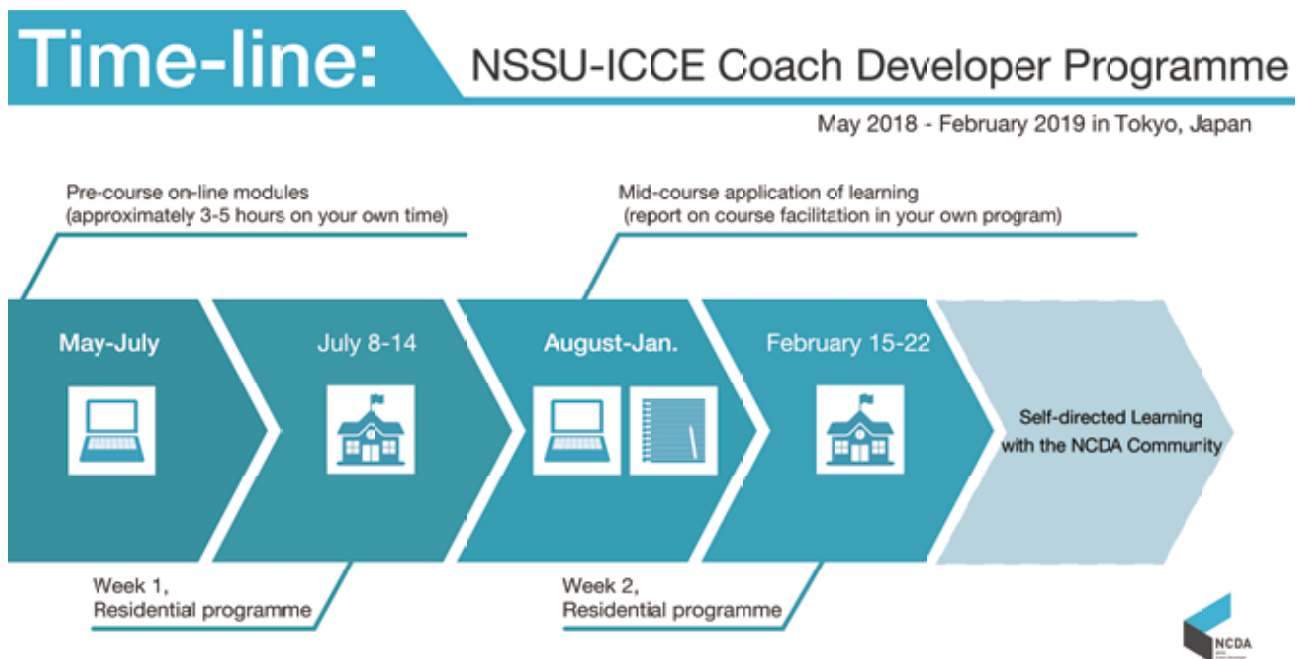 Time-line:
NSSU-ICCE Coach Developer Programme
May 2018 - February 2019 in Tokyo, Japan
Pre-course on-line modules
(approximately 3-5 hours on your own time)
Mid-course application of learning
(report on course facilitation in your own program)
May-July
July 8-14
August-Jan.
February 15-22
Self-directed Learning
with the NCDA Community
Week 1,
Residential programme
Week 2,
Residential programme
NCDA